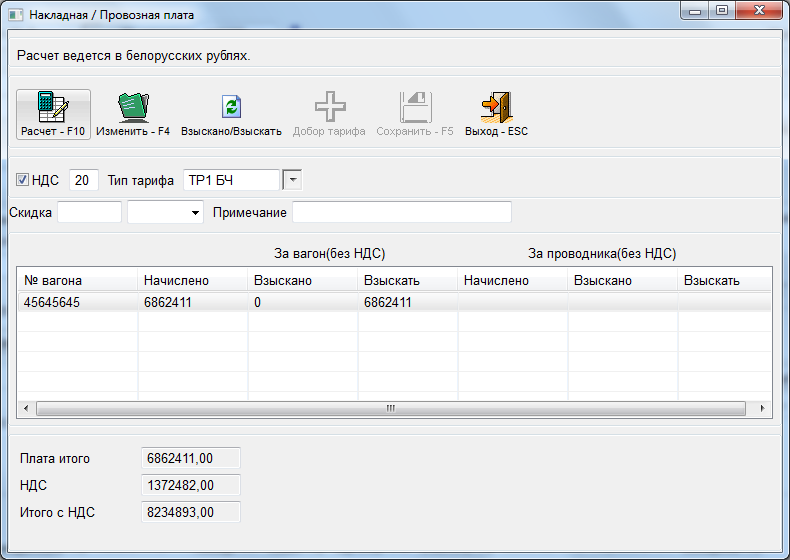 Накладная / Провозная плата
Расчет ведется в белорусских рублях.
Расчет - F10 Изменить - F4 Взыскано/Взыскать Добор тарифа Сохранить - F5 Выход - ESC
НДС 20 Тип тарифа ТР1 БЧ
Скидка Примечание
За вагон(без НДС) За проводника(без НДС)
№ вагона Начислено Взыскано Взыскать Начислено Взыскано Взыскать
45645645 6862411 0 6862411
Плата итого 6862411,00
НДС 1372482,00
Итого с НДС 8234893,00